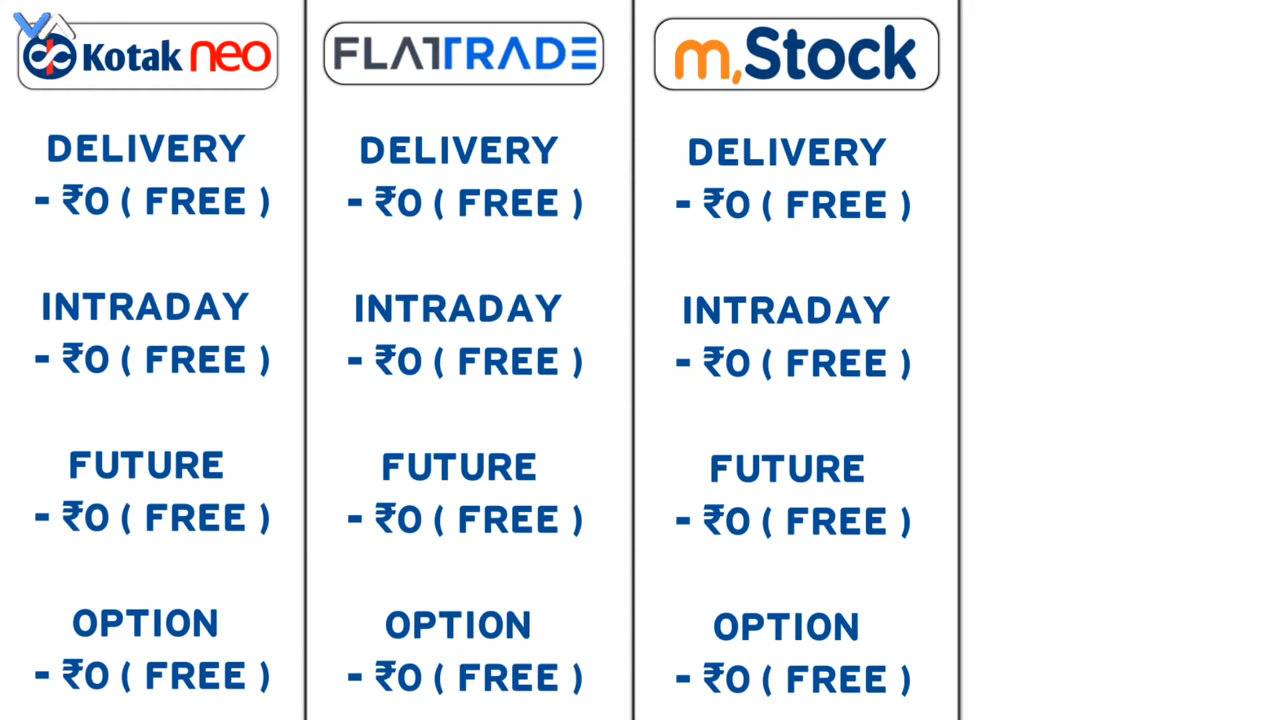 VA
Kotak neo
DELIVERY
- ₹0 ( FREE )
INTRADAY
- ₹0 ( FREE )
FUTURE
- ₹0 ( FREE )
OPTION
- ₹0 ( FREE )
FLATTRADE
DELIVERY
- ₹0 ( FREE )
INTRADAY
- ₹0 ( FREE )
FUTURE
- ₹0 ( FREE )
OPTION
- ₹0 ( FREE )
m,Stock
DELIVERY
- ₹0 ( FREE )
INTRADAY
- ₹0 ( FREE )
FUTURE
- ₹0 ( FREE )
OPTION
- ₹0 ( FREE )